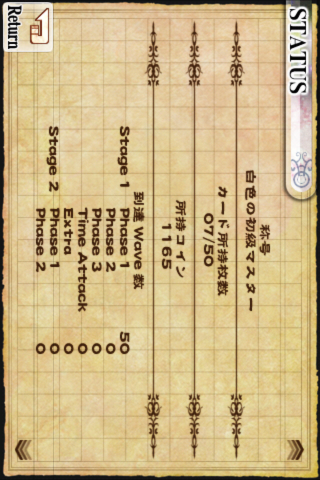 STATUS
称号
白色の初級マスター
カード所持枚数
07/50
所持コイン
1165
到達 Wave 数
Stage 1 Phase 1 50
Phase 2 0
Phase 3 0
Time Attack 0
Extra 0
Stage 2 Phase 1 0
Phase 2 0
Return